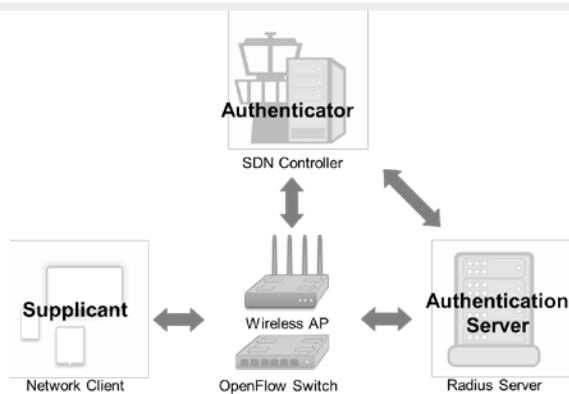 Authenticator
SDN Controller
Supplicant
Wireless AP
Authentication
Server
Network Client
OpenFlow Switch
Radius Server